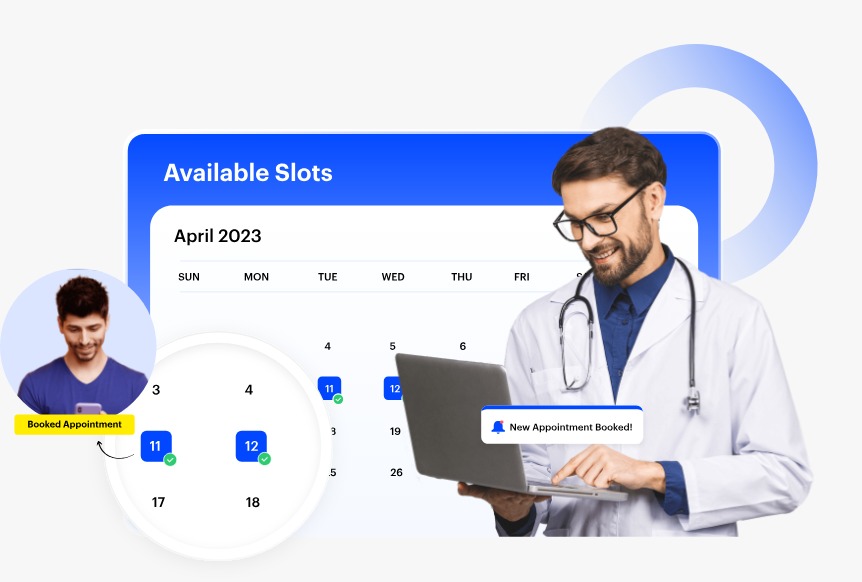 Available Slots
April 2023
SUN MON TUE WED THU FRI
4 5 6
3 4
11 12
Booked Appointment
New Appointment Booked!
19
11 12
26
17 18